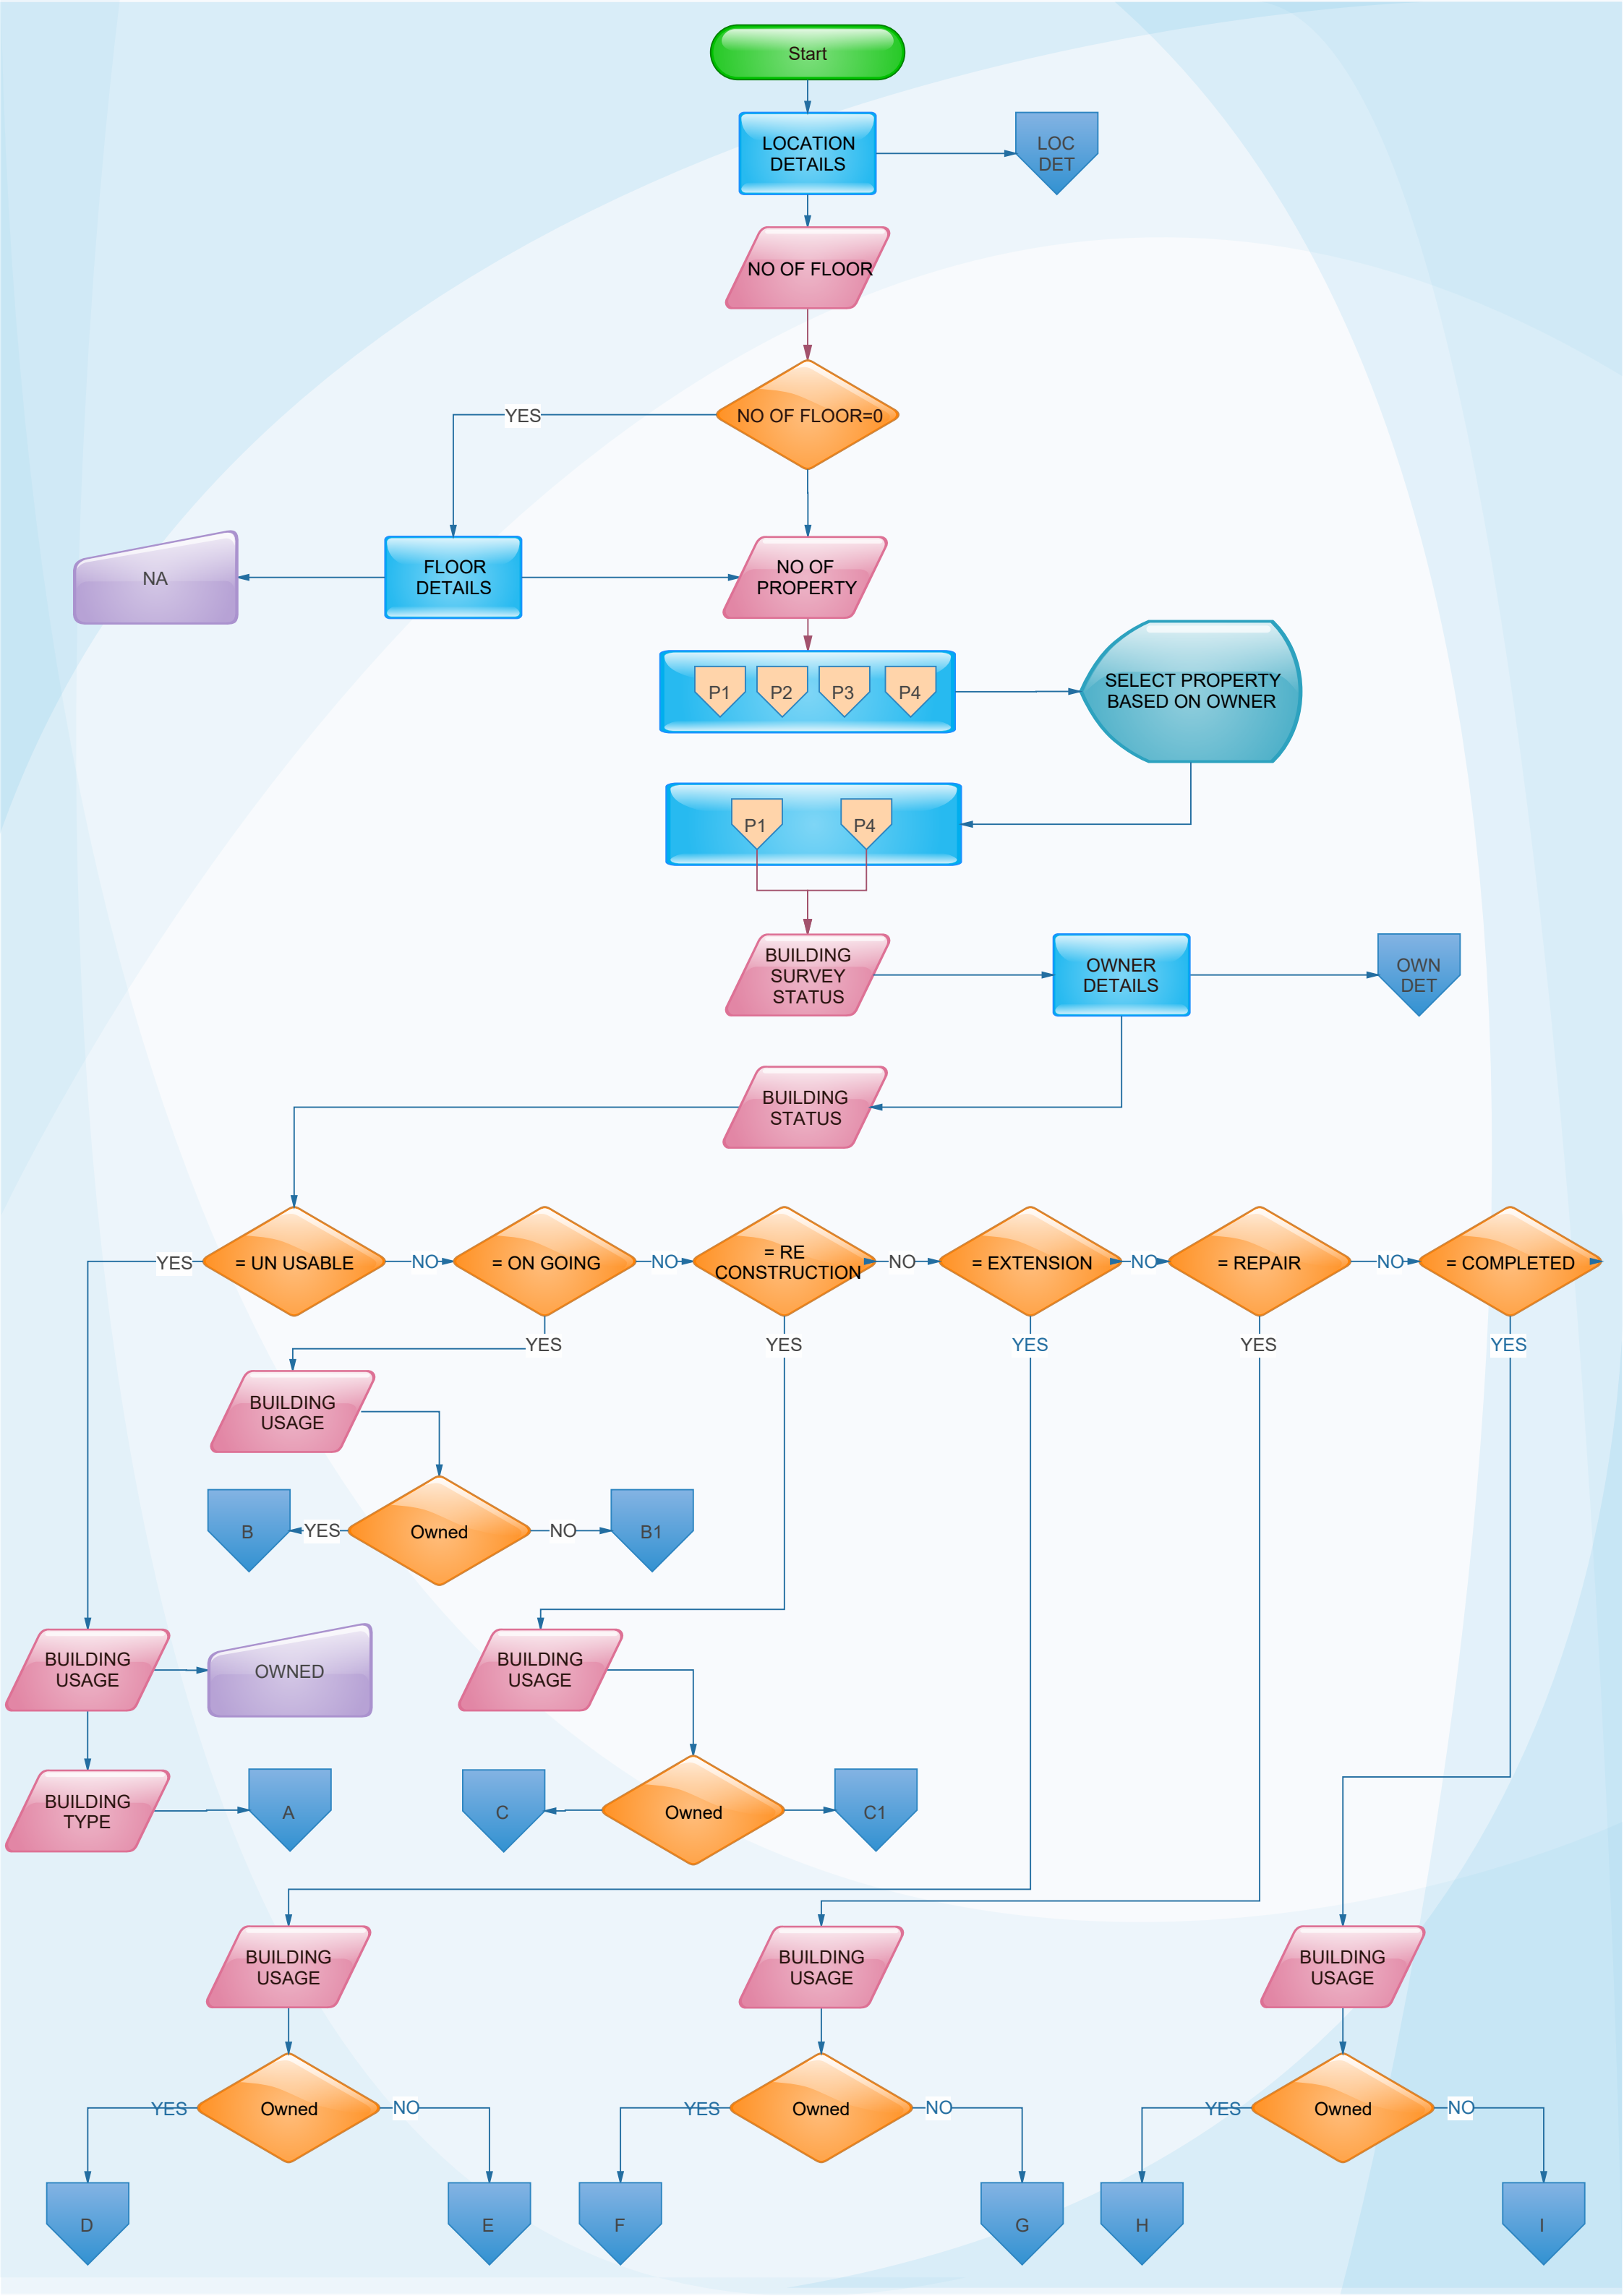 Start
LOCATION
DETAILS
LOC
DET
NO OF FLOOR
NO OF FLOOR=0
YES
NA
FLOOR
DETAILS
NO OF
PROPERTY
P1
P2
P3
P4
SELECT PROPERTY
BASED ON OWNER
P1
P4
BUILDING
SURVEY
STATUS
OWNER
DETAILS
OWN
DET
BUILDING
STATUS
YES
= UN USABLE
NO
= ON GOING
NO
= RE
CONSTRUCTION
NO
= EXTENSION
NO
= REPAIR
NO
= COMPLETED
YES
YES
YES
YES
YES
BUILDING
USAGE
B
YES
Owned
NO
B1
BUILDING
USAGE
OWNED
BUILDING
USAGE
BUILDING
TYPE
A
C
Owned
C1
BUILDING
USAGE
BUILDING
USAGE
BUILDING
USAGE
YES
Owned
NO
YES
Owned
NO
YES
Owned
NO
D
E
F
G
H
I